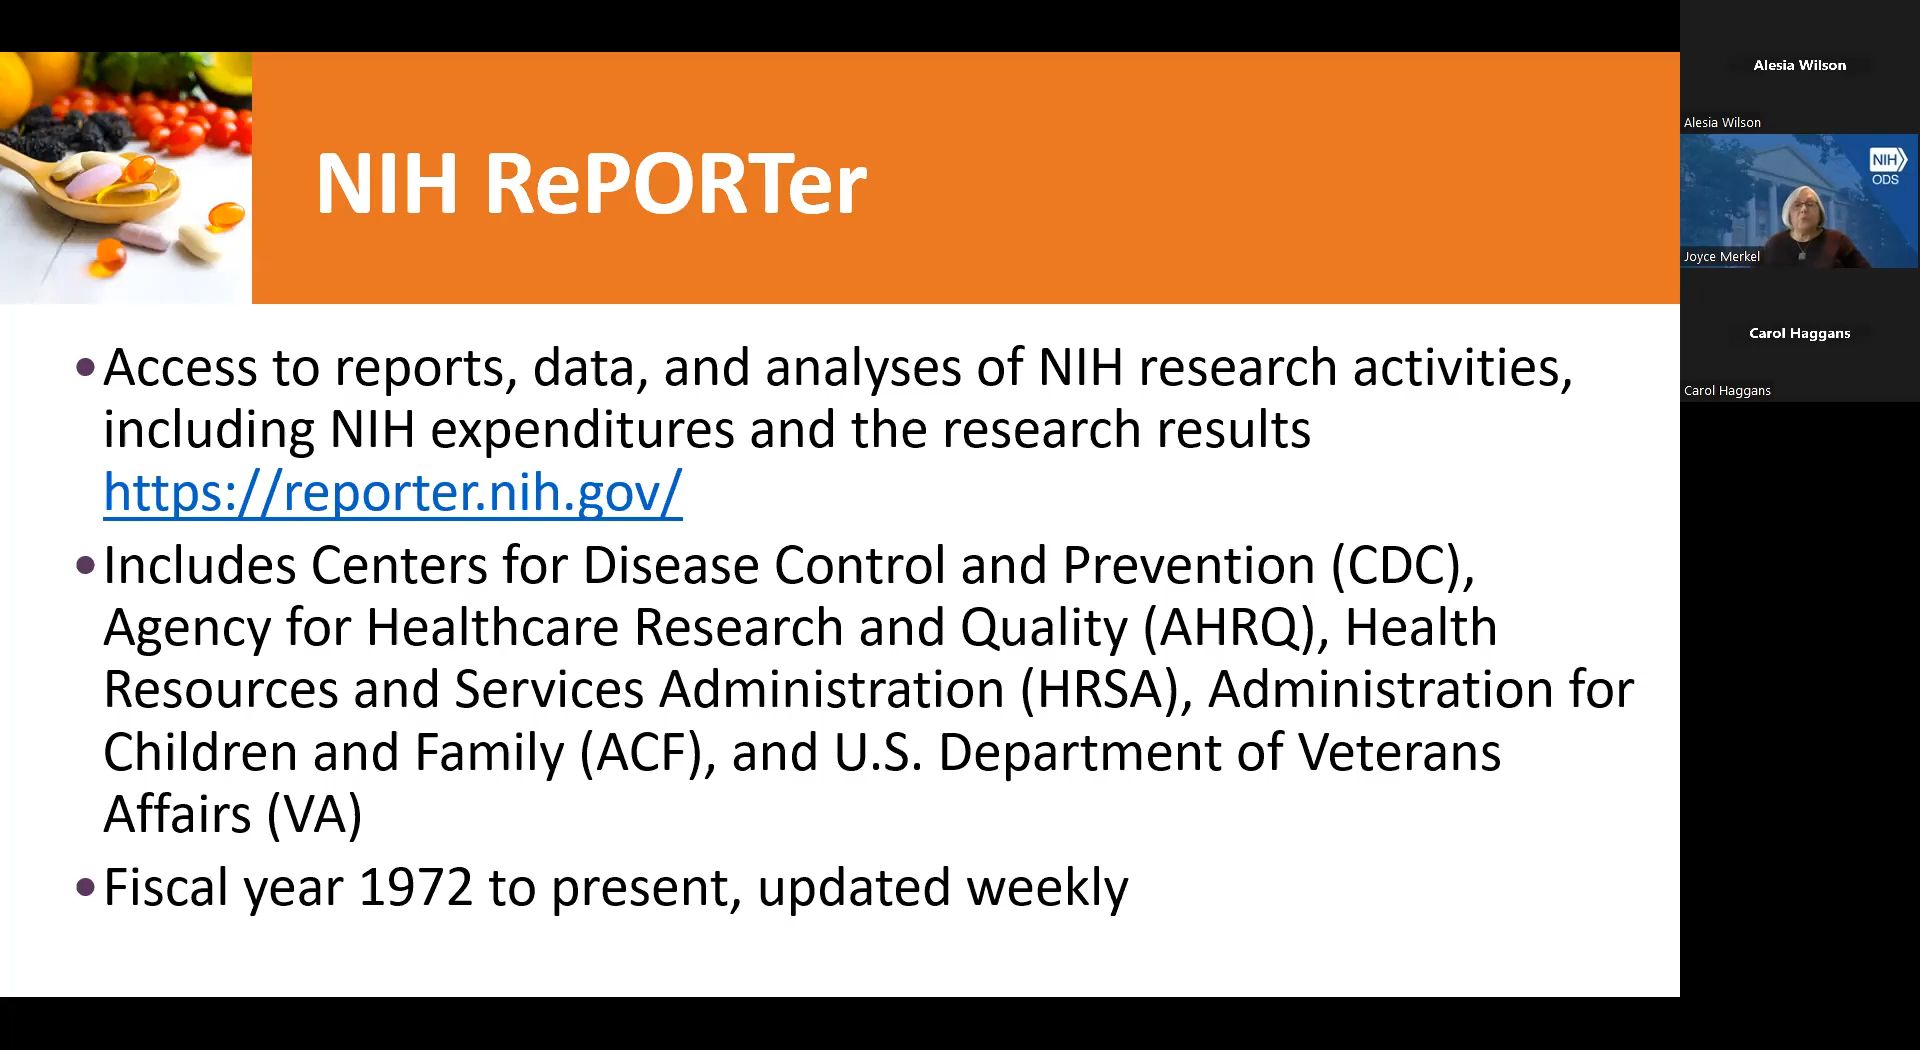 NIH RePORTer
•Access to reports, data, and analyses of NIH research activities,
including NIH expenditures and the research results
https://reporter.nih.gov/
•Includes Centers for Disease Control and Prevention (CDC),
Agency for Healthcare Research and Quality (AHRQ), Health
Resources and Services Administration (HRSA), Administration for
Children and Family (ACF), and U.S. Department of Veterans
Affairs (VA)
•Fiscal year 1972 to present, updated weekly
Alesia Wilson
Alesia Wilson
NIH
ODS
Joyce Merkel
Carol Haggans
Carol Haggans